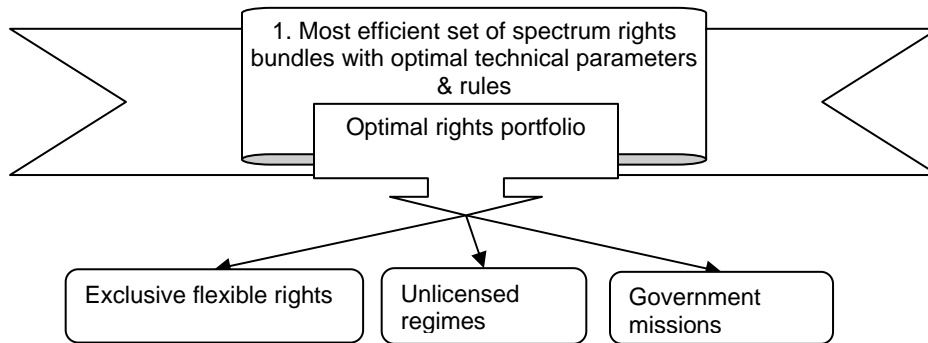 1. Most efficient set of spectrum rights
bundles with optimal technical parameters
& rules
Optimal rights portfolio
Exclusive flexible rights
Unlicensed
regimes
Government
missions